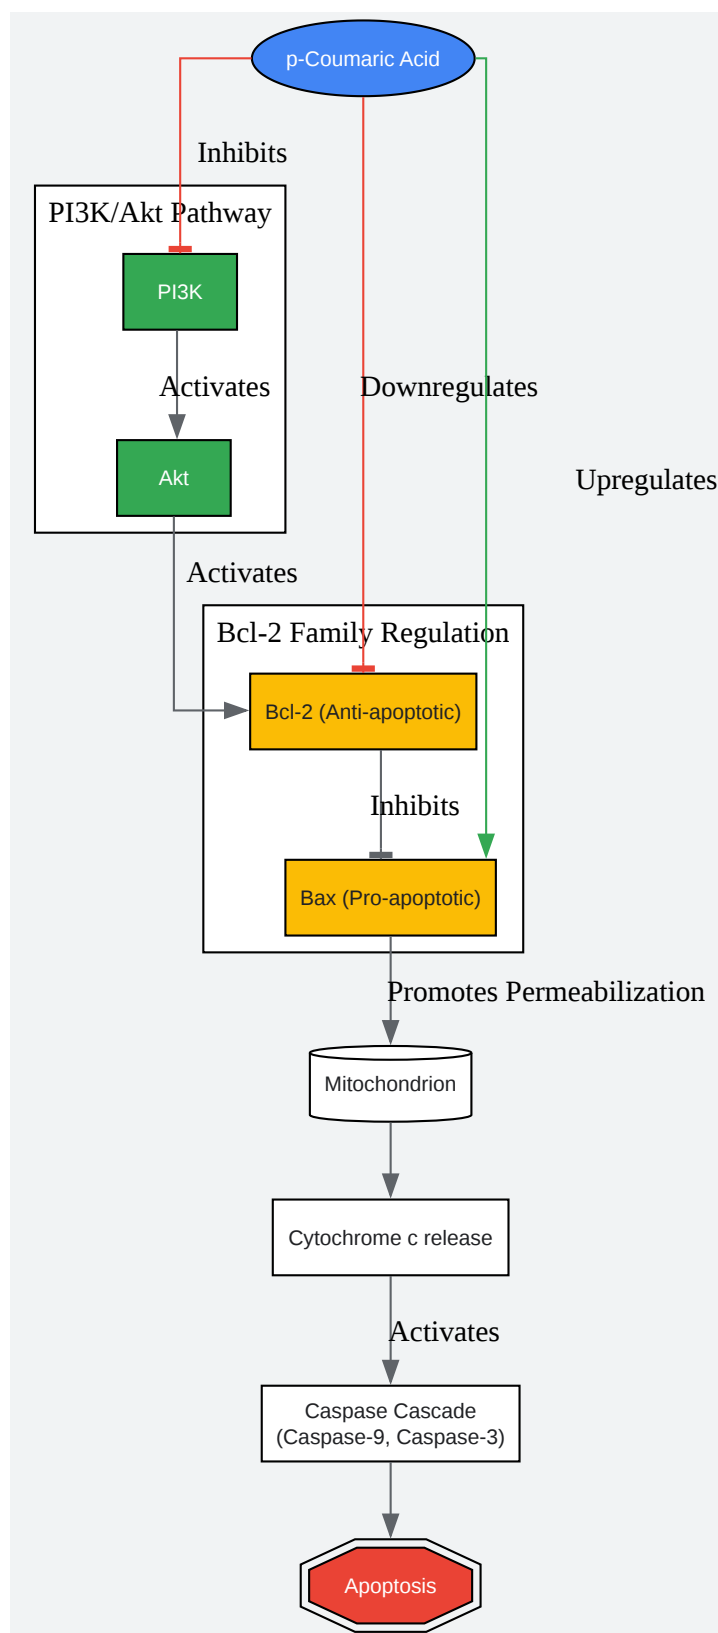 p-Coumaric Acid
Inhibits
PI3K/Akt Pathway
PI3K
Activates
Downregulates
Akt
Upregulates
Activates
Bcl-2 Family Regulation
Bcl-2 (Anti-apoptotic)
Inhibits
Bax (Pro-apoptotic)
Promotes Permeabilization
Mitochondrion
Cytochrome c release
Activates
Caspase Cascade
(Caspase-9, Caspase-3)
Apoptosis